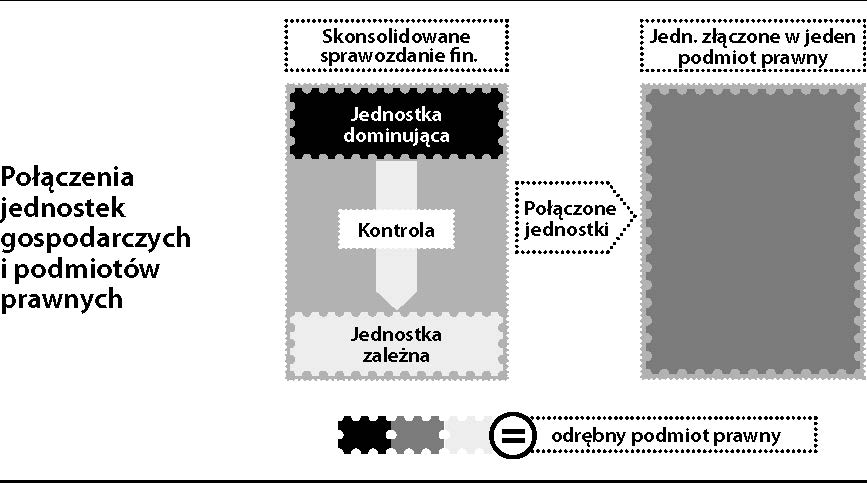 Skonsolidowane
sprawozdanie fin.
Jedn. złączone w jeden
podmiot prawny
Jednostka
dominująca
Połączenia
jednostek
gospodarczych
i podmiotów
prawnych
Kontrola
Połączone
jednostki
Jednostka
zależna
= odrębny podmiot prawny